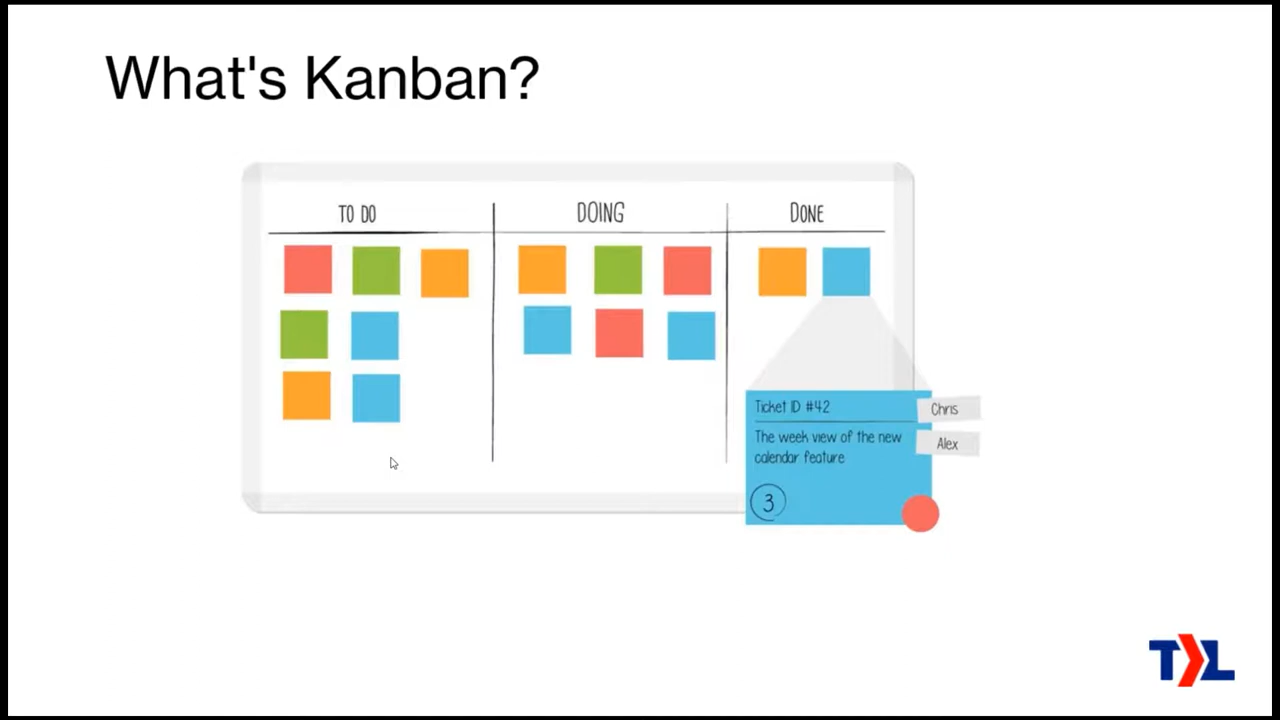 What's Kanban?
TO DO
DOING
DONE
Ticket ID #42
Chris
The week view of the new
calendar feature
Alex
3
TXL